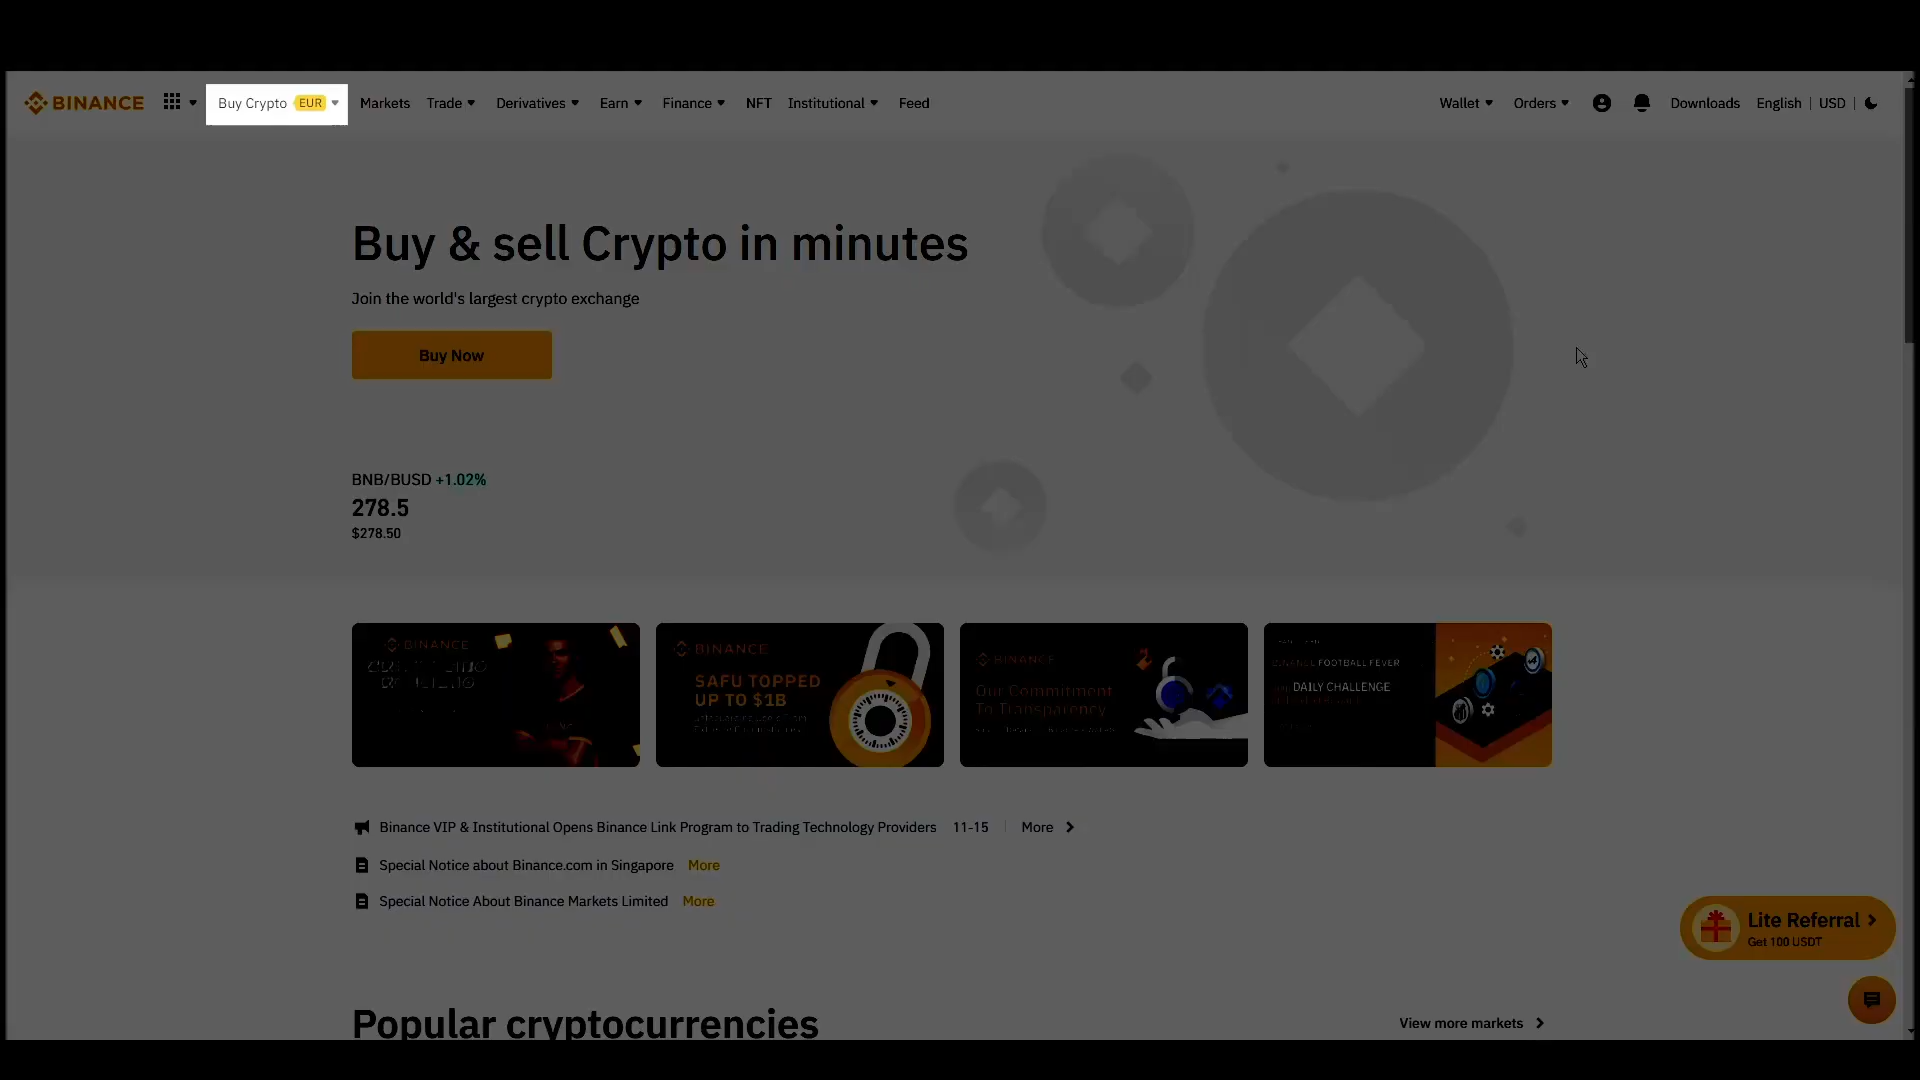 BINANCE
Buy Crypto EUR
Markets
Trade
Derivatives
Earn
Finance
NFT
Institutional
Feed
Wallet
Orders
Downloads
English
USD
Buy & sell Crypto in minutes
Join the world's largest crypto exchange
Buy Now
BNB/BUSD +1.02%
278.5
$278.50
BINANCE
BINANCE
SAFU TOPPED
UP TO $1B
BINANCE
Our Commitment
To Transparency
FOOTBALL FEVER
DAILY CHALLENGE
Binance VIP & Institutional Opens Binance Link Program to Trading Technology Providers 11-15 More
Special Notice about Binance.com in Singapore More
Special Notice About Binance Markets Limited More
Lite Referral
Get 100 USDT
Popular cryptocurrencies
View more markets